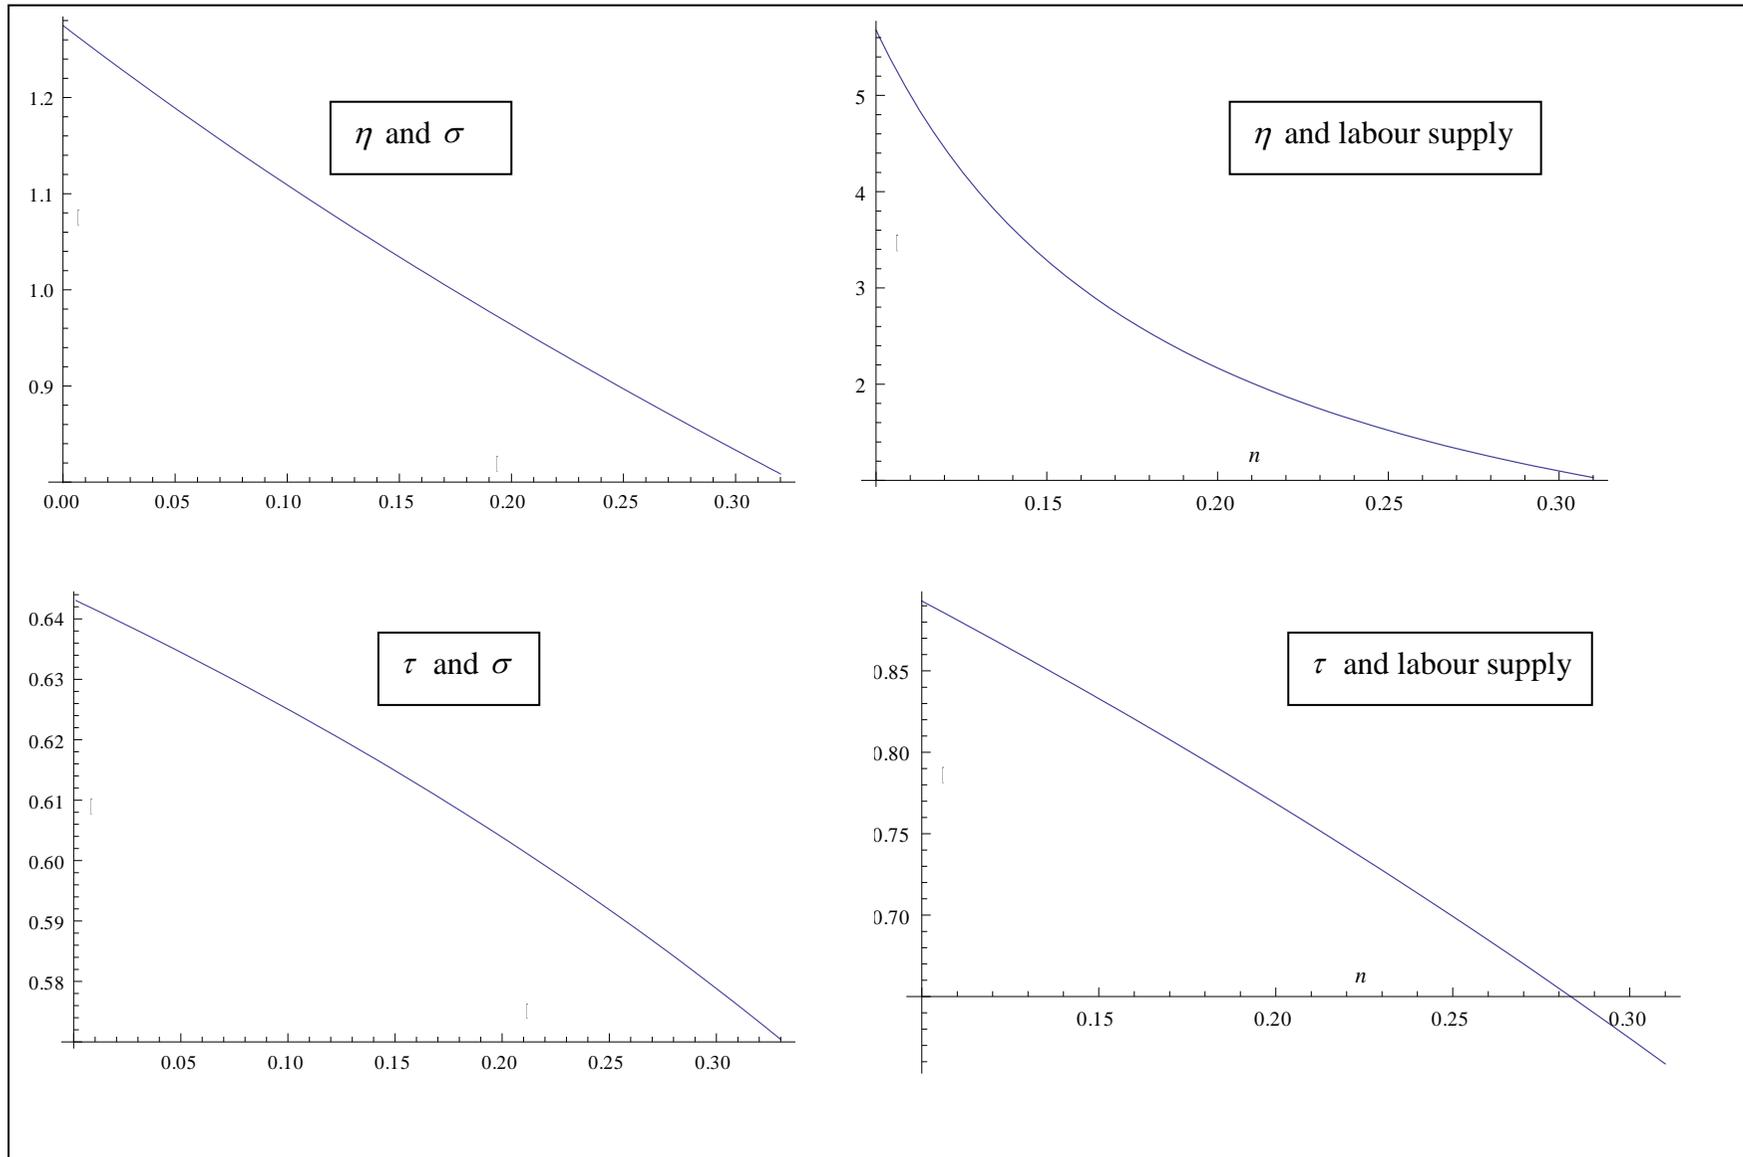 η and σ
1.2
1.1
1.0
0.9
0.00 0.05 0.10 0.15 0.20 0.25 0.30
η and labour supply
5
4
3
2
n
0.15 0.20 0.25 0.30
τ and σ
0.64
0.63
0.62
0.61
0.60
0.59
0.58
0.05 0.10 0.15 0.20 0.25 0.30
τ and labour supply
0.85
0.80
0.75
0.70
n
0.15 0.20 0.25 0.30